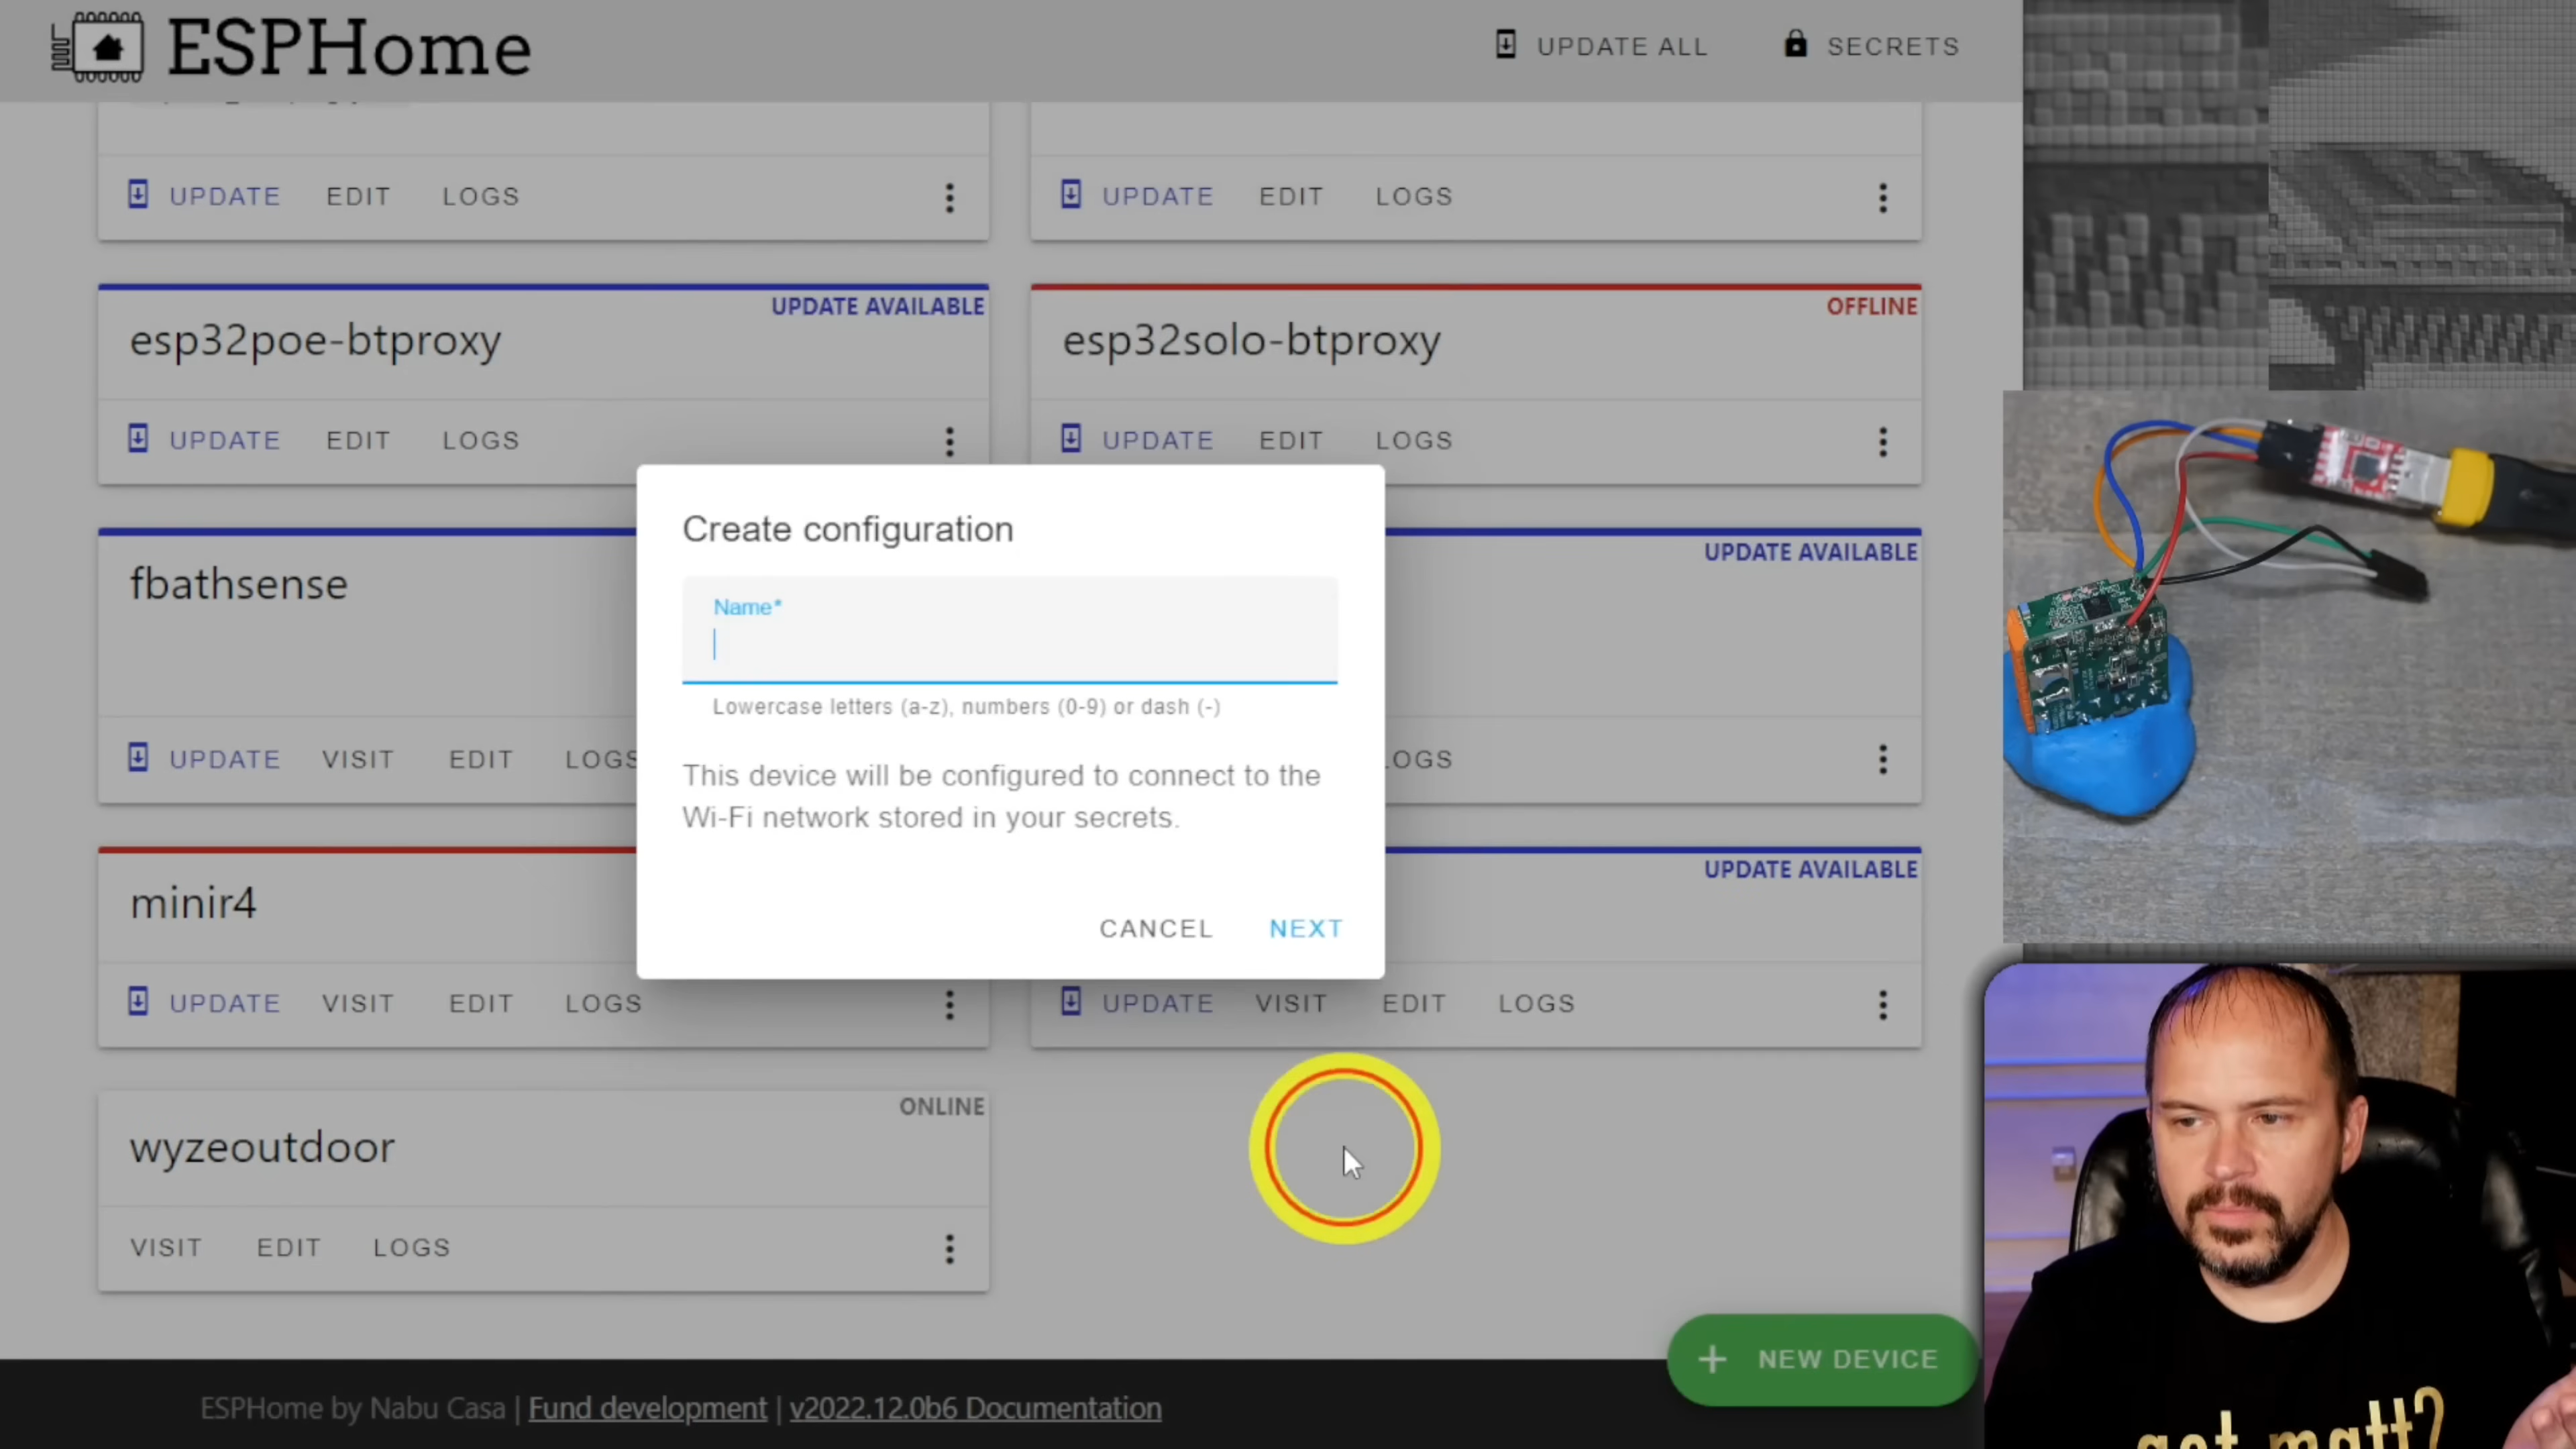 ESPHome
UPDATE ALL
SECRETS
UPDATE EDIT LOGS
UPDATE EDIT LOGS
UPDATE AVAILABLE
esp32poe-btproxy
UPDATE EDIT LOGS
OFFLINE
esp32solo-btproxy
UPDATE EDIT LOGS
fbathsense
UPDATE VISIT EDIT LOGS
UPDATE AVAILABLE
LOGS
Create configuration
Name*
Lowercase letters (a-z), numbers (0-9) or dash (-)
This device will be configured to connect to the
Wi-Fi network stored in your secrets.
CANCEL NEXT
minir4
UPDATE VISIT EDIT LOGS
UPDATE AVAILABLE
UPDATE VISIT EDIT LOGS
ONLINE
wyzeoutdoor
VISIT EDIT LOGS
+ NEW DEVICE
ESPHome by Nabu Casa | Fund development | v2022.12.0b6 Documentation
got matt?